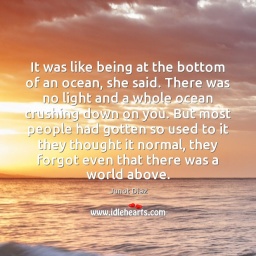 It was like being at the bottom
of an ocean, she said. There was
no light and a whole ocean
crushing down on you. But most
people had gotten so used to it
they thought it normal, they
forgot even that there was a
world above.
Junot Diaz
www.idlehearts.com